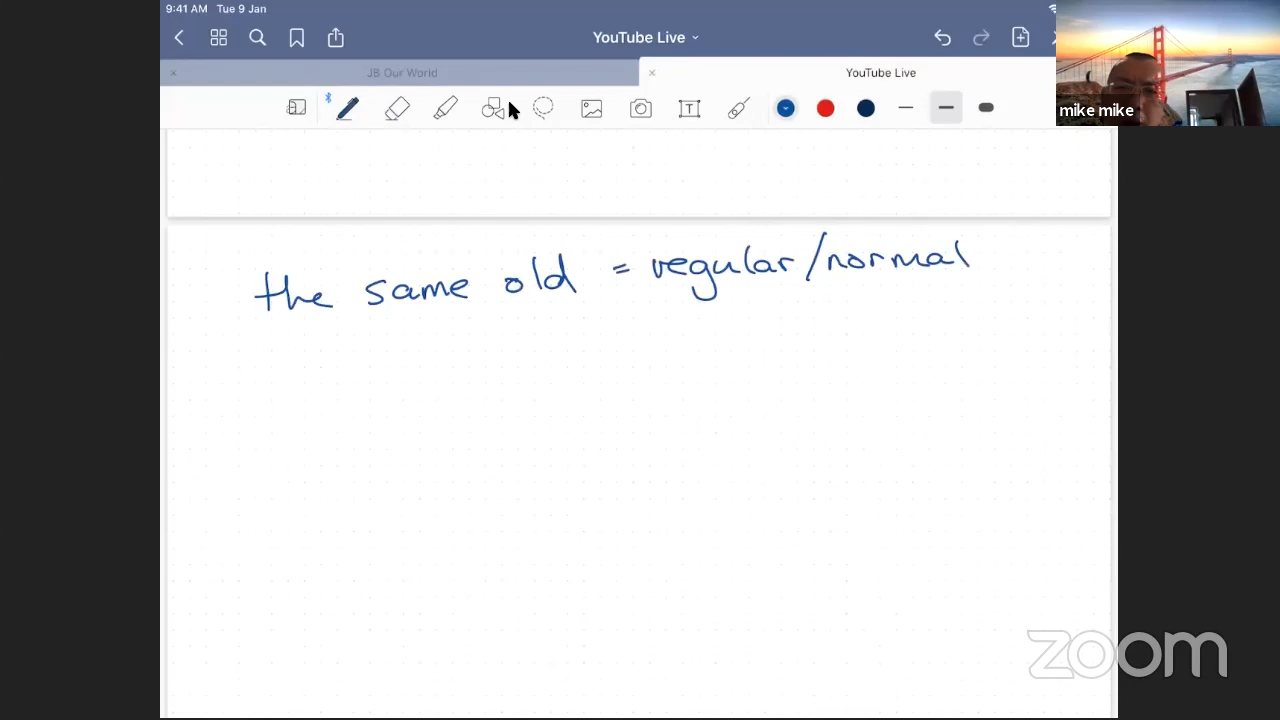 9:41 AM Tue 9 Jan
YouTube Live
JB Our World
YouTube Live
T
mike mike
the same old = regular/normal
zoom